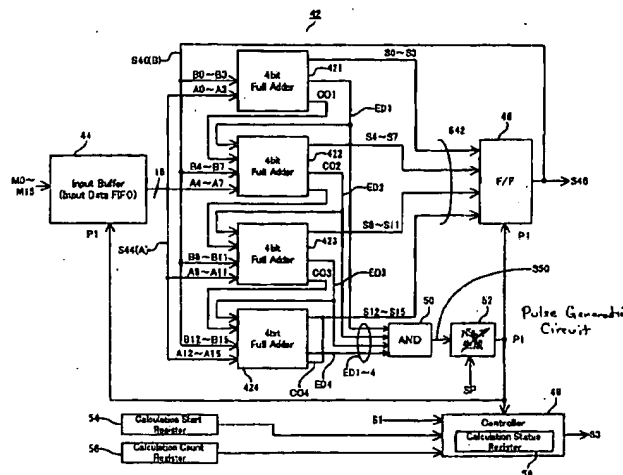 42
S40(B)
S0~S3
B0~B3
A0~A3
4bit
Full Adder
421
CO1
ED1
44
Input Buffer
(Input Data FIFO)
M0~
M15
P1
16
S44(A)
B4~B7
A4~A7
4bit
Full Adder
422
CO2
S4~S7
ED2
642
46
F/F
S46
P1
B8~B11
A8~A11
4bit
Full Adder
423
CO3
S8~S11
ED3
S12~S15
B12~B15
A12~A15
4bit
Full Adder
424
CO4
ED4
ED1~4
50
AND
S50
52
SP
P1
Pulse Generation
Circuit
54
Calculation Start
Register
56
Calculation Count
Register
S1
48
Controller
Calculation Status
Register
58
S3